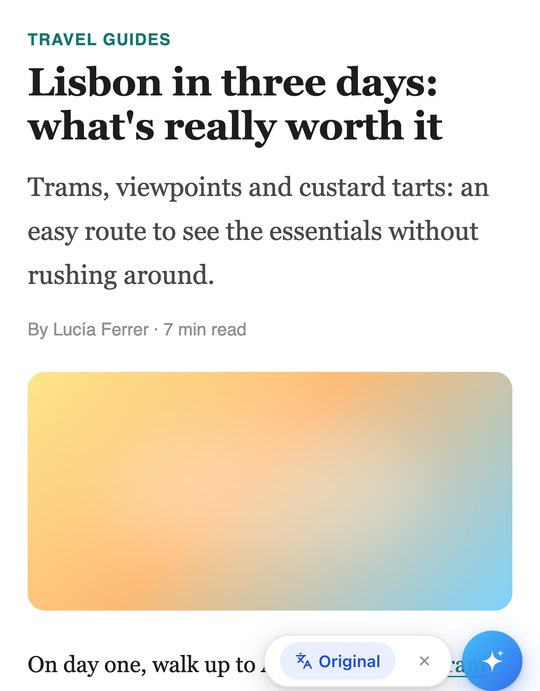 TRAVEL GUIDES
Lisbon in three days:
what's really worth it
Trams, viewpoints and custard tarts: an
easy route to see the essentials without
rushing around.
By Lucía Ferrer · 7 min read
On day one, walk up to
Original